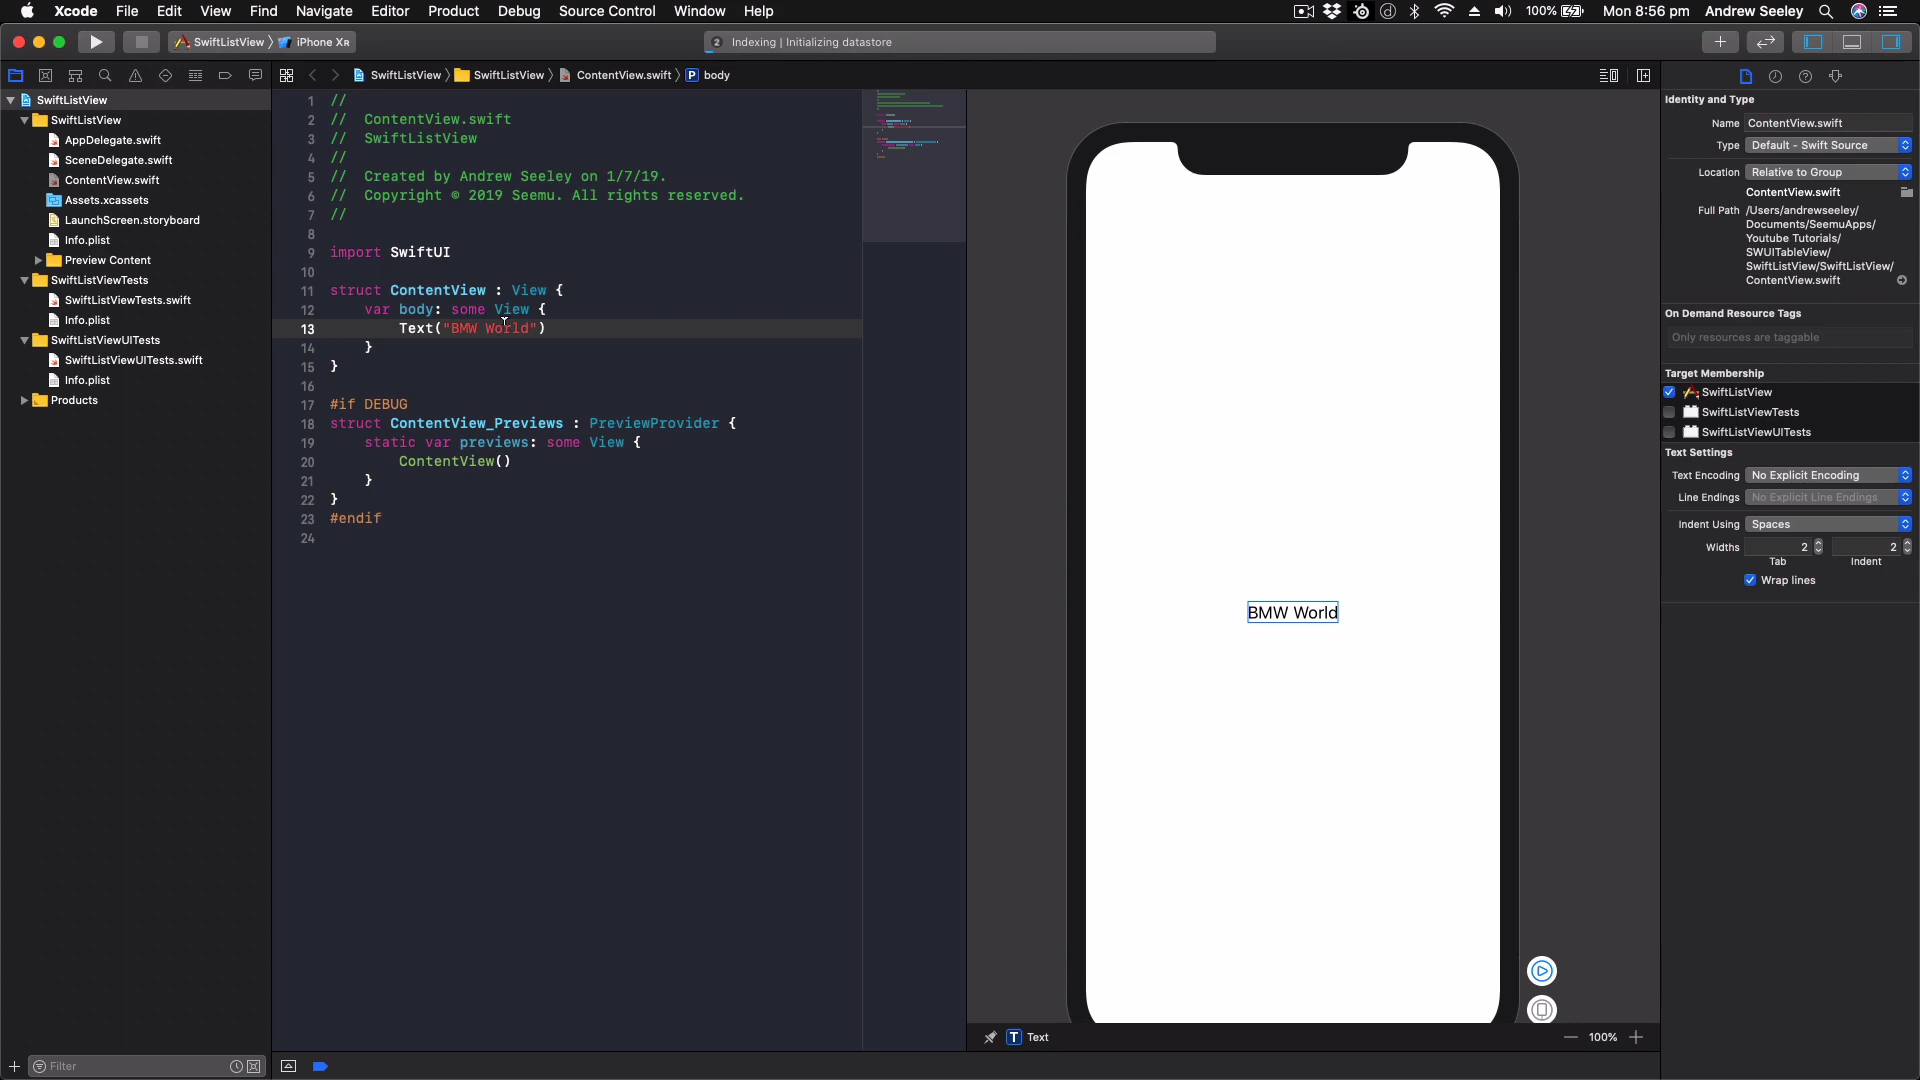 Xcode File Edit View Find Navigate Editor Product Debug Source Control Window Help 100% Mon 8:56 pm Andrew Seeley
SwiftListView iPhone XR 2 Indexing | Initializing datastore
SwiftListView SwiftListView ContentView.swift P body
SwiftListView
SwiftListView
AppDelegate.swift
SceneDelegate.swift
ContentView.swift
Assets.xcassets
LaunchScreen.storyboard
Info.plist
Preview Content
SwiftListViewTests
SwiftListViewTests.swift
Info.plist
SwiftListViewUITests
SwiftListViewUITests.swift
Info.plist
Products
Filter
1 //
2 // ContentView.swift
3 // SwiftListView
4 //
5 // Created by Andrew Seeley on 1/7/19.
6 // Copyright © 2019 Seemu. All rights reserved.
7 //
8
9 import SwiftUI
10
11 struct ContentView : View {
12 var body: some View {
13 Text("BMW World")
14 }
15 }
16
17 #if DEBUG
18 struct ContentView_Previews : PreviewProvider {
19 static var previews: some View {
20 ContentView()
21 }
22 }
23 #endif
24
BMW World
T Text
100%
Identity and Type
Name ContentView.swift
Type Default - Swift Source
Location Relative to Group
ContentView.swift
Full Path /Users/andrewseeley/
Documents/SeemuApps/
Youtube Tutorials/
SWUITableView/
SwiftListView/SwiftListView/
ContentView.swift
On Demand Resource Tags
Only resources are taggable
Target Membership
SwiftListView
SwiftListViewTests
SwiftListViewUITests
Text Settings
Text Encoding No Explicit Encoding
Line Endings No Explicit Line Endings
Indent Using Spaces
Widths 2 2
Tab Indent
Wrap lines